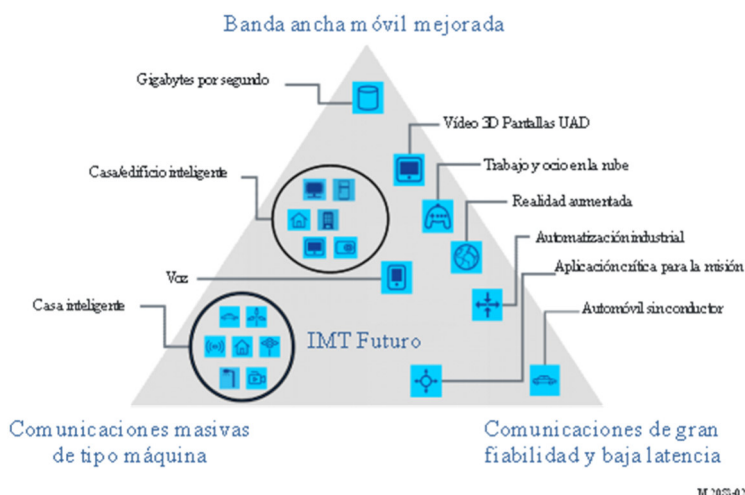 Banda ancha móvil mejorada
Gigabytes por segundo
Vídeo 3D Pantallas UAD
Casa/edificio inteligente
Trabajo y ocio en la rube
Realidad aumentada
Automatización industrial
Voz
Aplicación crítica para la misión
Casa inteligente
Automóvil sin conductor
IMT Futuro
Comunicaciones masivas
de tipo máquina
Comunicaciones de gran
fiabilidad y baja latencia